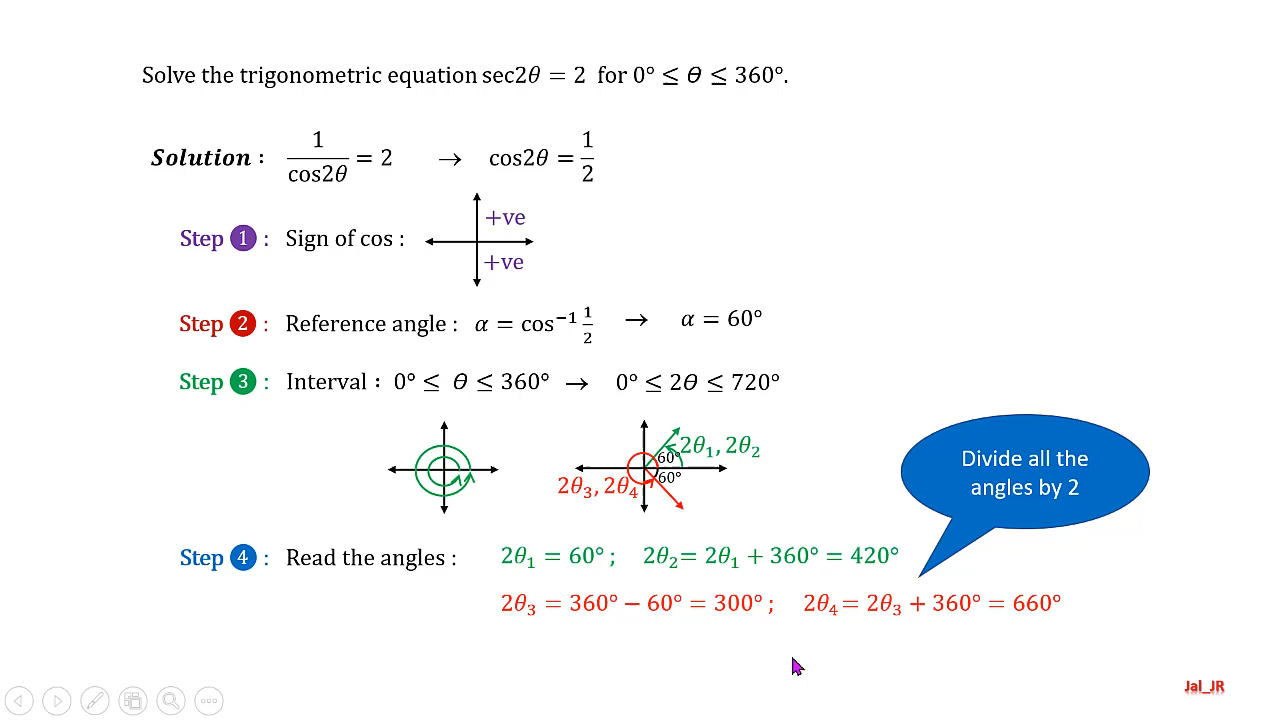 Solve the trigonometric equation sec2θ = 2 for 0° ≤ θ ≤ 360°.
Solution : 1/cos2θ = 2 → cos2θ = 1/2
+ve
Step 1 : Sign of cos :
+ve
Step 2 : Reference angle : α = cos⁻¹ 1/2 → α = 60°
Step 3 : Interval : 0° ≤ θ ≤ 360° → 0° ≤ 2θ ≤ 720°
2θ₁, 2θ₂
60°
60°
2θ₃, 2θ₄
Divide all the
angles by 2
Step 4 : Read the angles : 2θ₁ = 60° ; 2θ₂ = 2θ₁ + 360° = 420°
2θ₃ = 360° − 60° = 300° ; 2θ₄ = 2θ₃ + 360° = 660°
Jal_JR